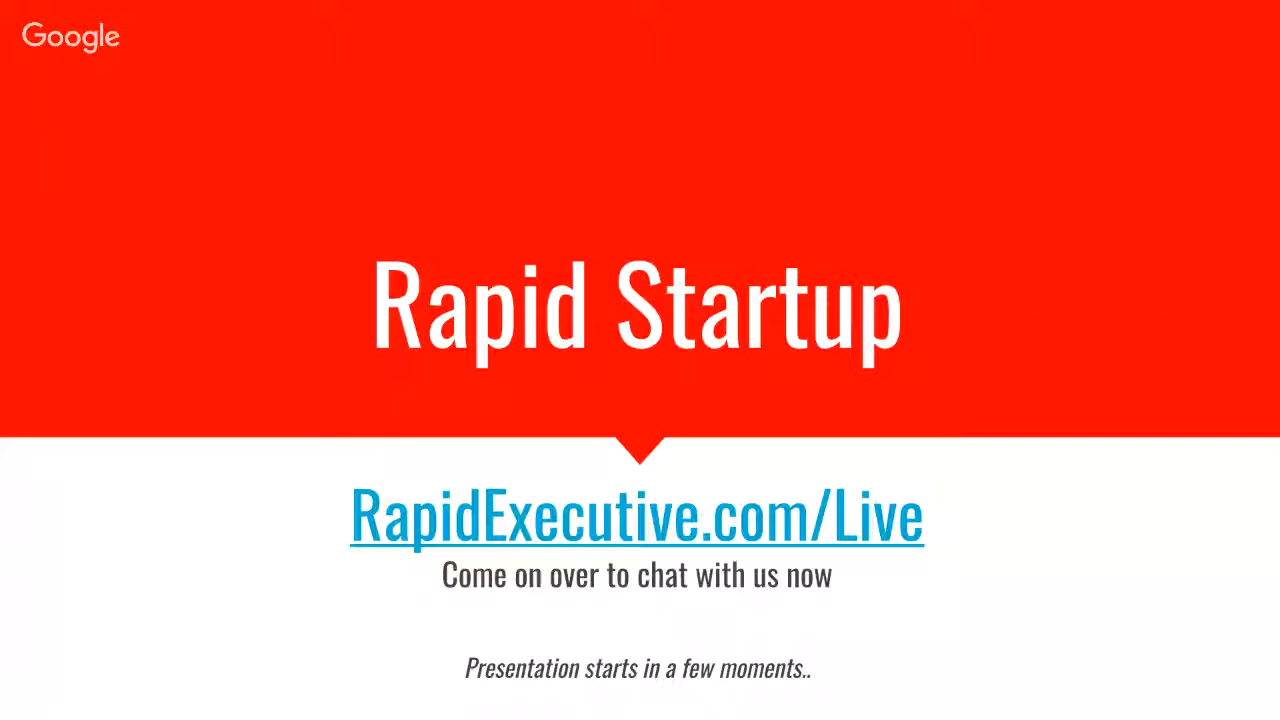 Google
Rapid Startup
RapidExecutive.com/Live
Come on over to chat with us now
Presentation starts in a few moments..